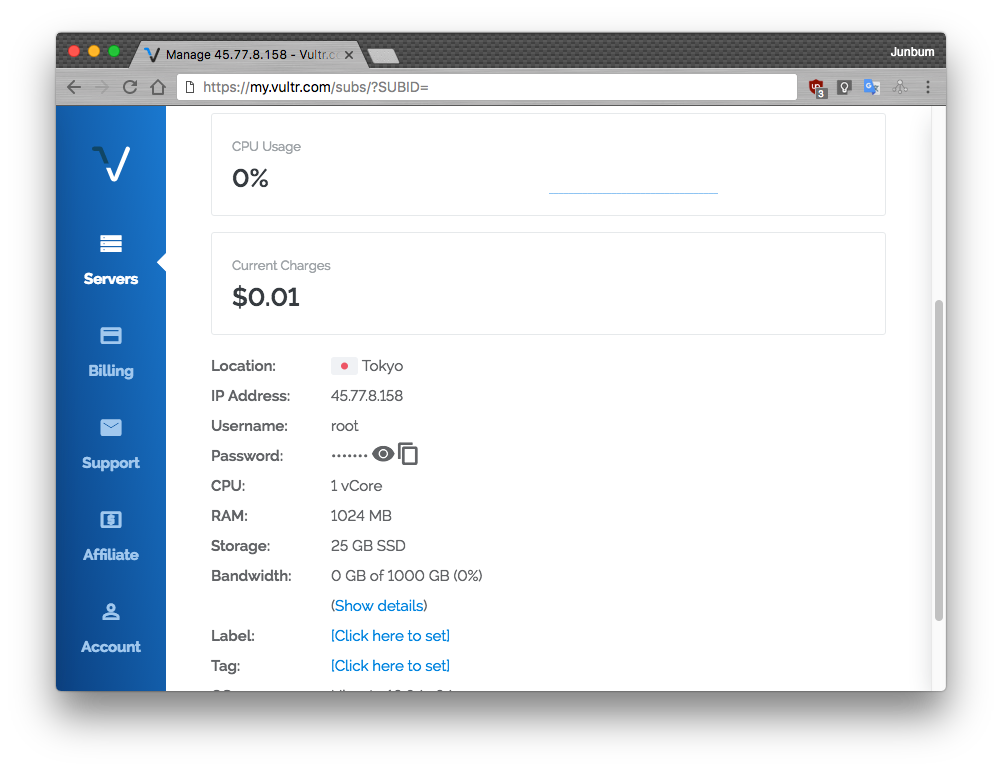 Manage 45.77.8.158 - Vultr.c
Junbum
https://my.vultr.com/subs/?SUBID=
3
CPU Usage
0%
Current Charges
$0.01
Servers
Billing
Support
Affiliate
Account
Location: Tokyo
IP Address: 45.77.8.158
Username: root
Password: •••••••
CPU: 1 vCore
RAM: 1024 MB
Storage: 25 GB SSD
Bandwidth: 0 GB of 1000 GB (0%)
(Show details)
Label: [Click here to set]
Tag: [Click here to set]